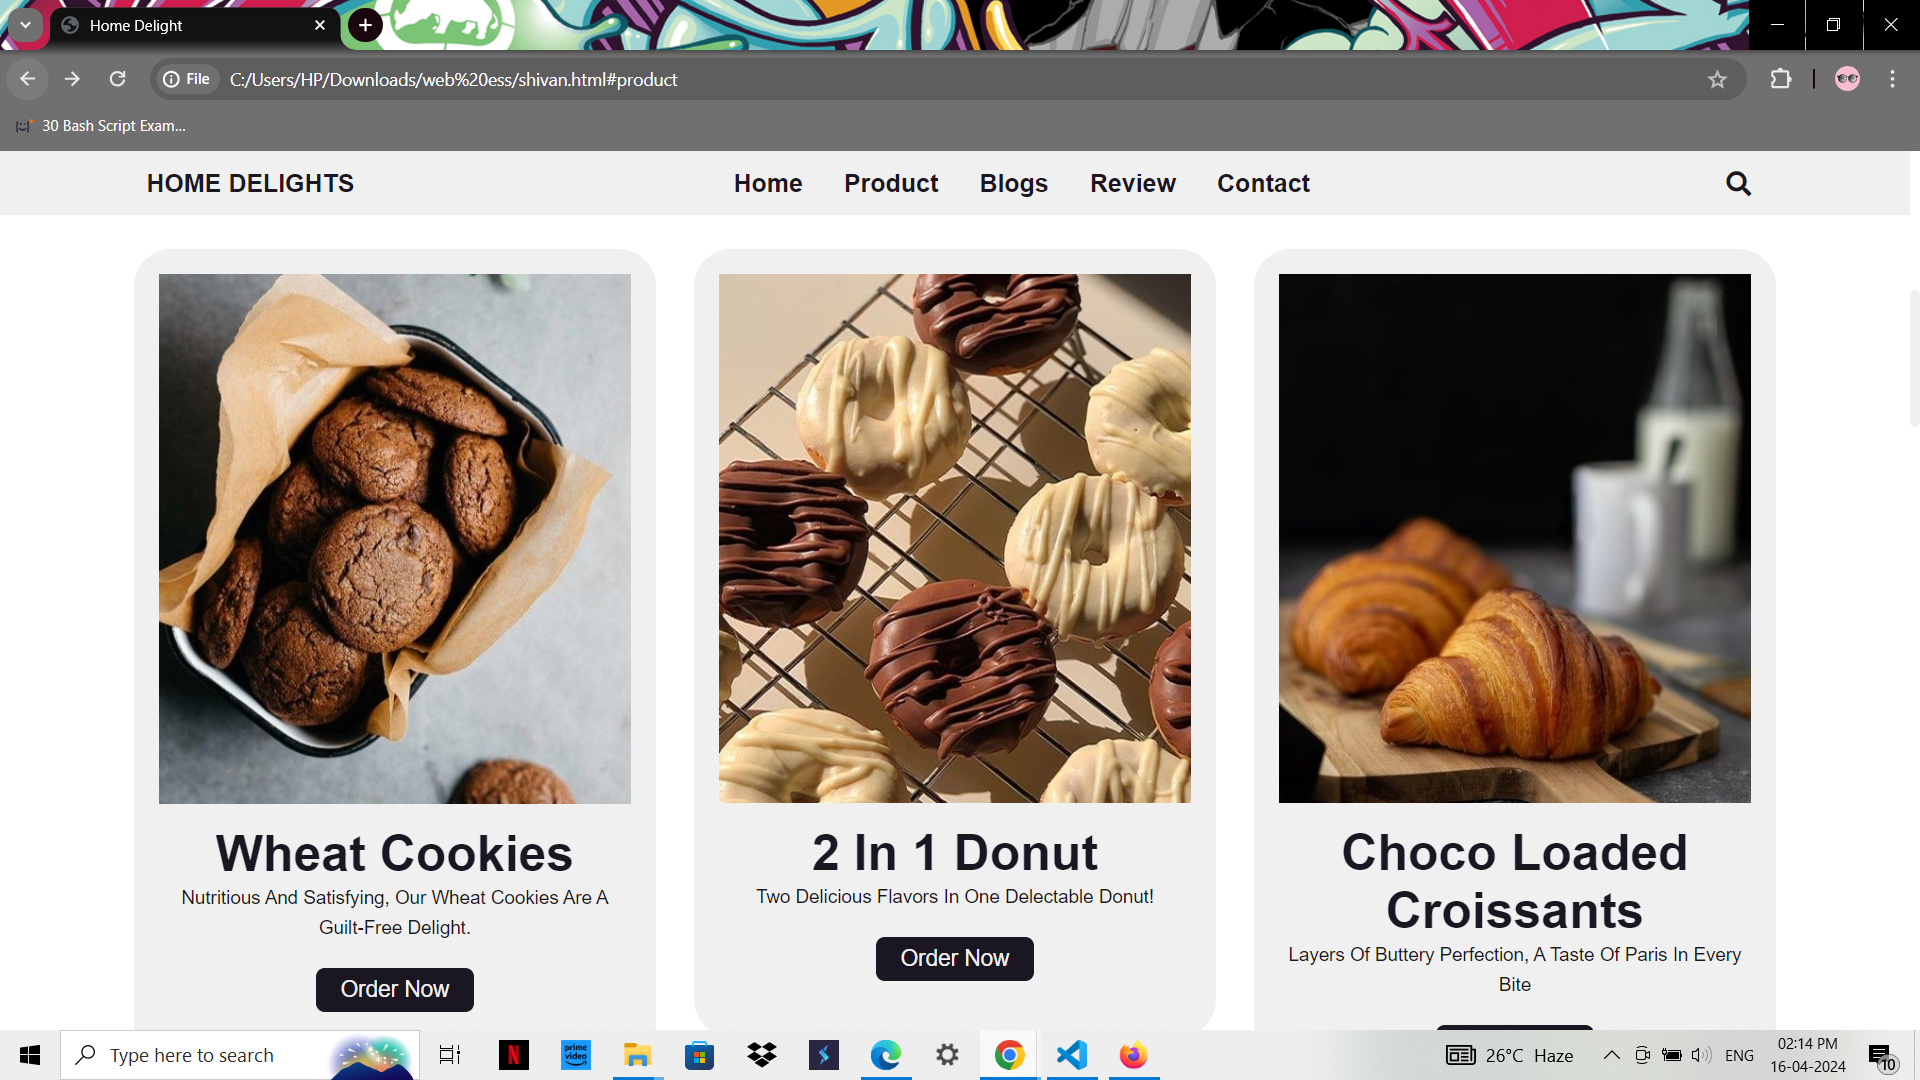 Home Delight
File C:/Users/HP/Downloads/web%20ess/shivan.html#product
30 Bash Script Exam...
HOME DELIGHTS Home Product Blogs Review Contact
Wheat Cookies
Nutritious And Satisfying, Our Wheat Cookies Are A
Guilt-Free Delight.
Order Now
2 In 1 Donut
Two Delicious Flavors In One Delectable Donut!
Order Now
Choco Loaded
Croissants
Layers Of Buttery Perfection, A Taste Of Paris In Every
Bite
Type here to search
N
prime
video
26°C Haze
ENG
02:14 PM
16-04-2024
10